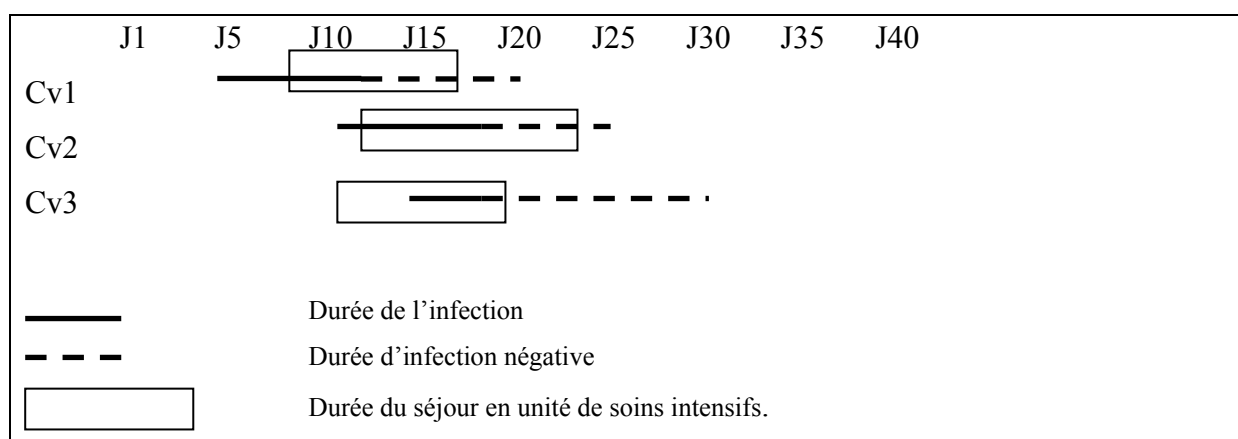 J1 J5 J10 J15 J20 J25 J30 J35 J40
Cv1
Cv2
Cv3
Durée de l’infection
Durée d’infection négative
Durée du séjour en unité de soins intensifs.